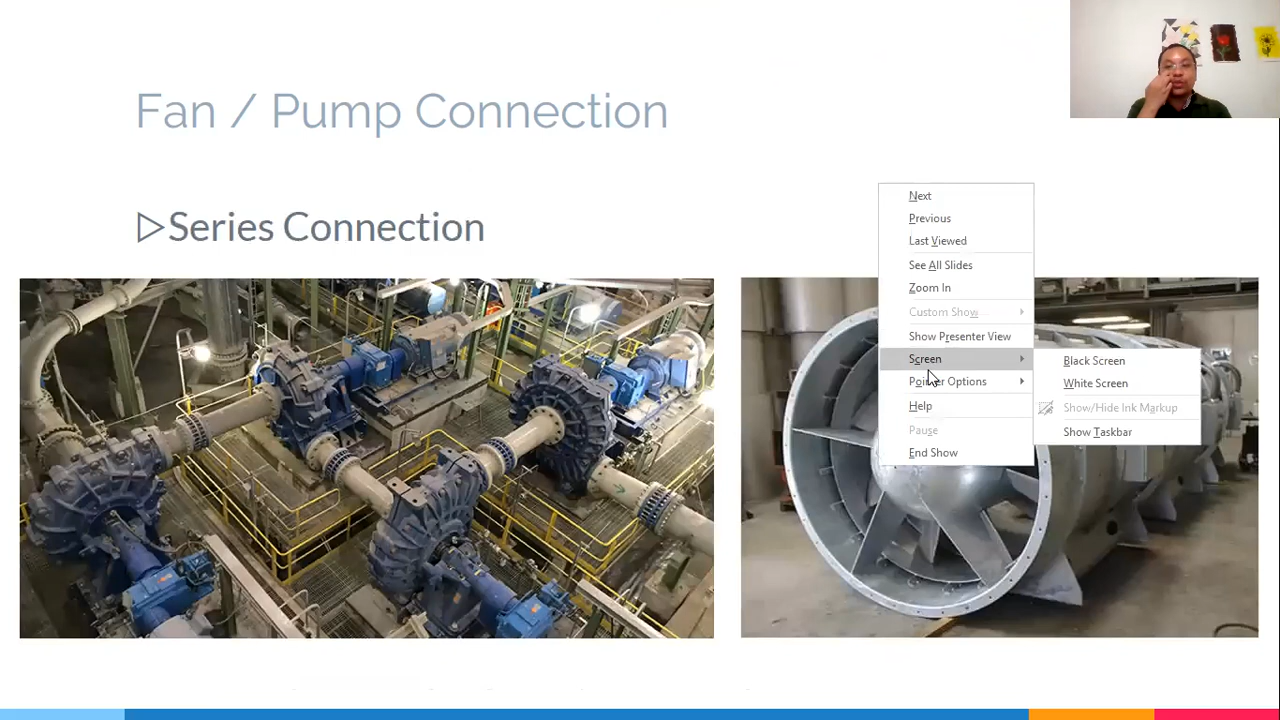 Fan / Pump Connection
Series Connection
Next
Previous
Last Viewed
See All Slides
Zoom In
Custom Show
Show Presenter View
Screen
Pointer Options
Help
Pause
End Show
Black Screen
White Screen
Show/Hide Ink Markup
Show Taskbar